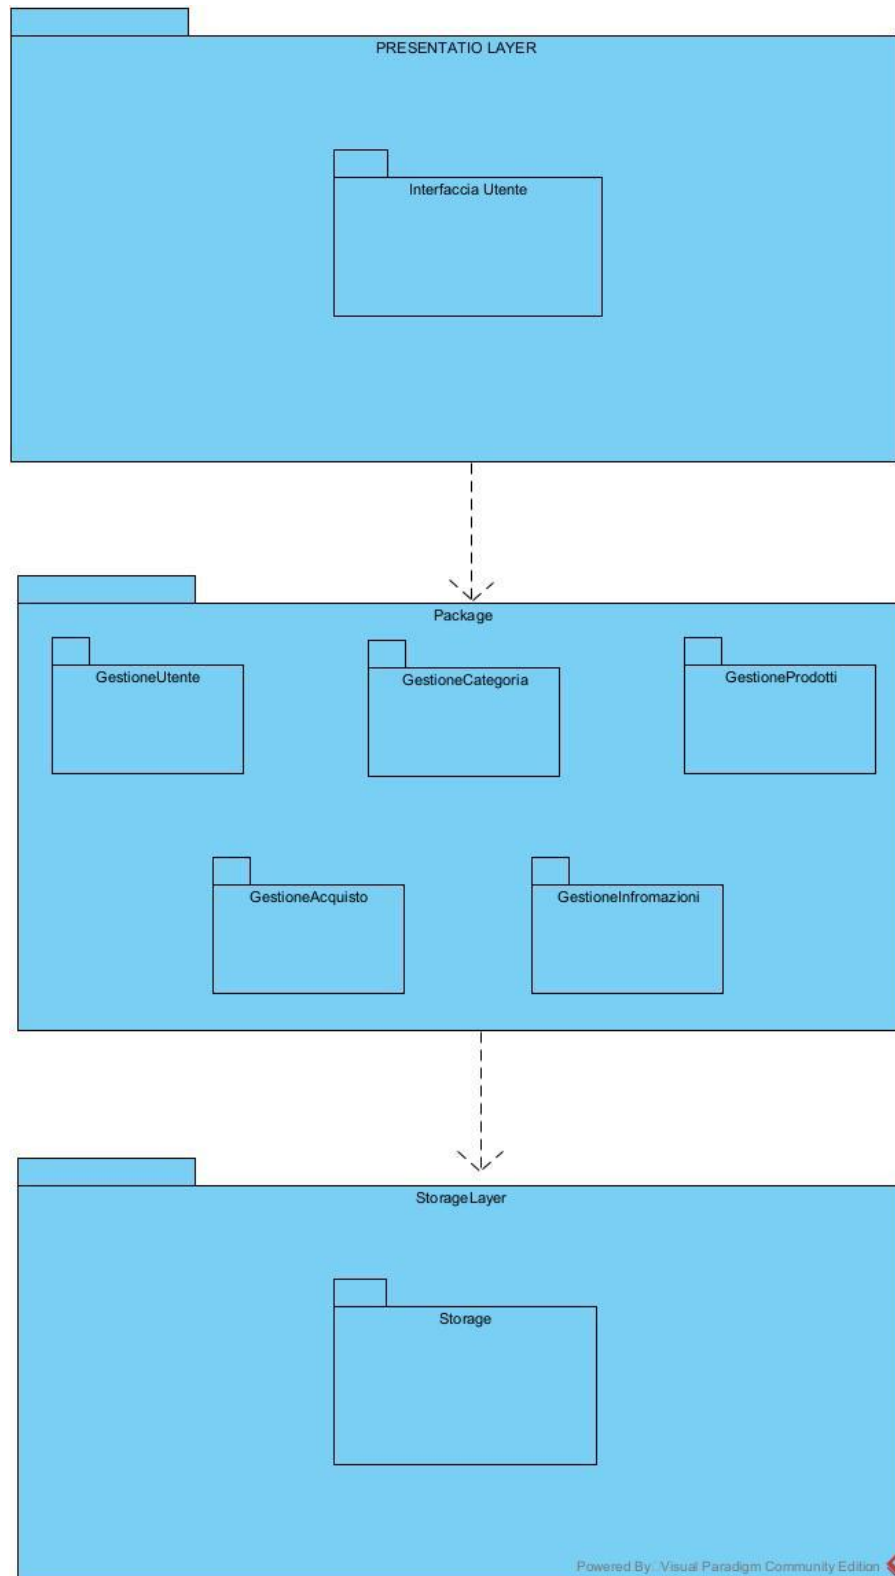 PRESENTATIO LAYER
Interfaccia Utente
Package
GestioneUtente
GestioneCategoria
GestioneProdotti
GestioneAcquisto
GestioneInfromazioni
StorageLayer
Storage
Powered By: Visual Paradigm Community Edition